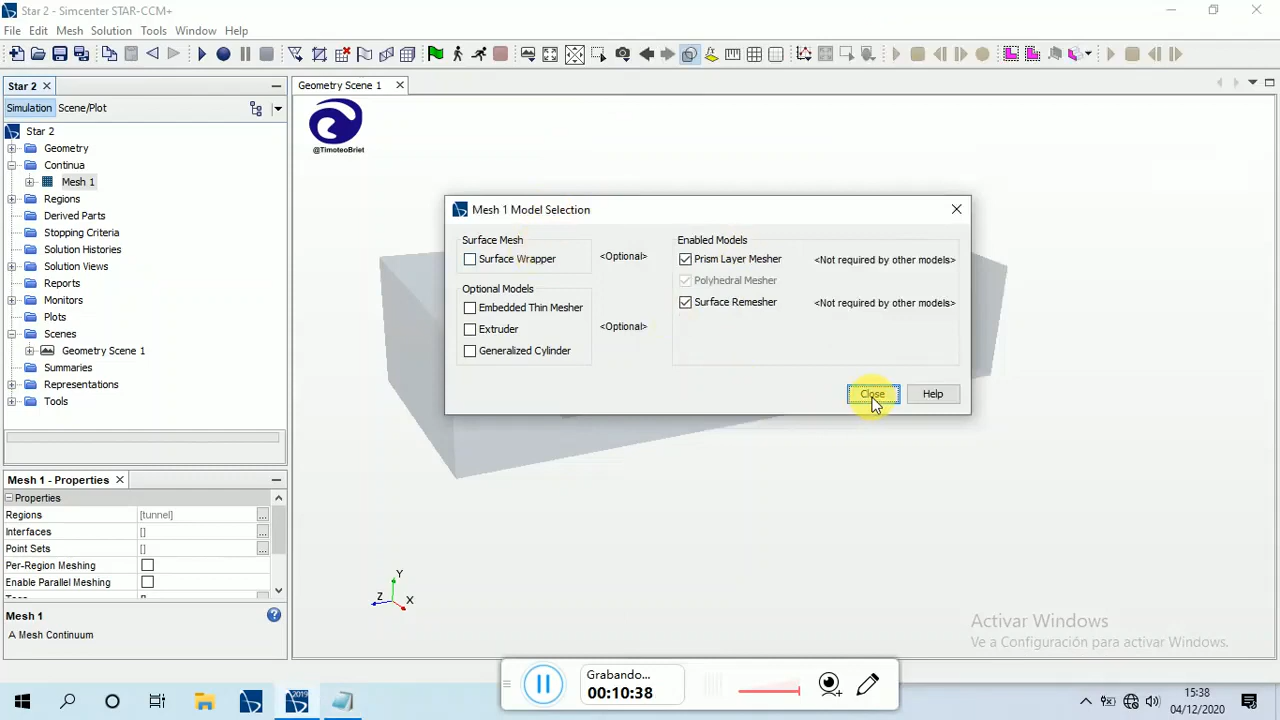 Star 2 - Simcenter STAR-CCM+
File Edit Mesh Solution Tools Window Help
Star 2
Simulation Scene/Plot
Star 2
Geometry
Continua
Mesh 1
Regions
Derived Parts
Stopping Criteria
Solution Histories
Solution Views
Reports
Monitors
Plots
Scenes
Geometry Scene 1
Summaries
Representations
Tools
Mesh 1 - Properties
Properties
Regions [tunnel]
Interfaces []
Point Sets []
Per-Region Meshing
Enable Parallel Meshing
Mesh 1
A Mesh Continuum
Geometry Scene 1
@TimoteoBriet
Mesh 1 Model Selection
Surface Mesh
Surface Wrapper
<Optional>
Optional Models
Embedded Thin Mesher
Extruder
<Optional>
Generalized Cylinder
Enabled Models
Prism Layer Mesher <Not required by other models>
Polyhedral Mesher
Surface Remesher <Not required by other models>
Close Help
Y
Z
X
Activar Windows
Ve a Configuración para activar Windows.
Grabando...
00:10:38
2019
15:38
04/12/2020